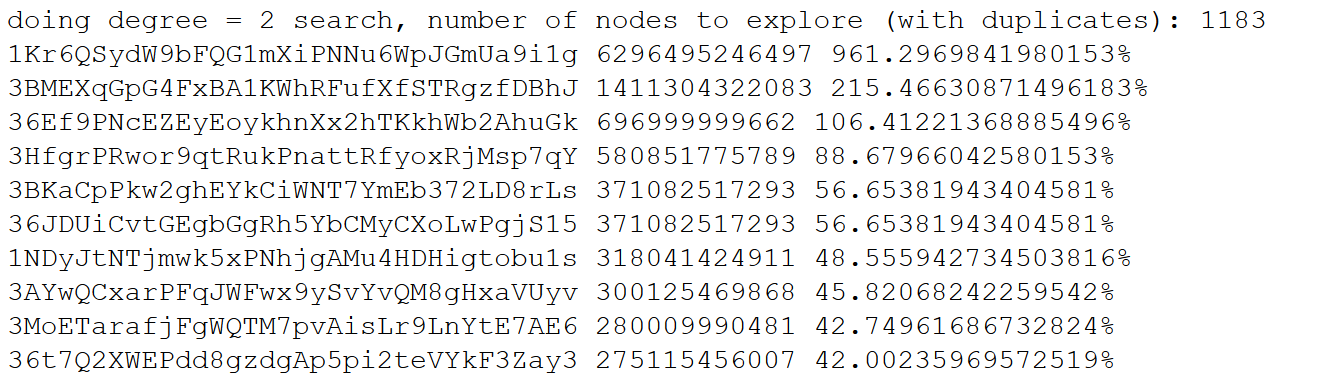 doing degree = 2 search, number of nodes to explore (with duplicates): 1183
1Kr6QSydW9bFQG1mXiPNNu6WpJGmUa9i1g 6296495246497 961.2969841980153%
3BMEXqGpG4FxBA1KWhRFufXfSTRgzfDBhJ 1411304322083 215.46630871496183%
36Ef9PNcEZEyEoykhnXx2hTKkhWb2AhuGk 696999999662 106.41221368885496%
3HfgrPRwor9qtRukPnattRfyoxRjMsp7qY 580851775789 88.67966042580153%
3BKaCpPkw2ghEYkCiWNT7YmEb372LD8rLs 371082517293 56.65381943404581%
36JDUiCvtGEgbGgRh5YbCMyCXoLwPgjS15 371082517293 56.65381943404581%
1NDyJtNTjmwk5xPNhjgAMu4HDHigtobu1s 318041424911 48.555942734503816%
3AYwQCxarPFqJWFwx9ySvYvQM8gHxaVUyv 300125469868 45.82068242259542%
3MoETarafjFgWQTM7pvAisLr9LnYtE7AE6 280009990481 42.74961686732824%
36t7Q2XWEPdd8gzdgAp5pi2teVYkF3Zay3 275115456007 42.00235969572519%